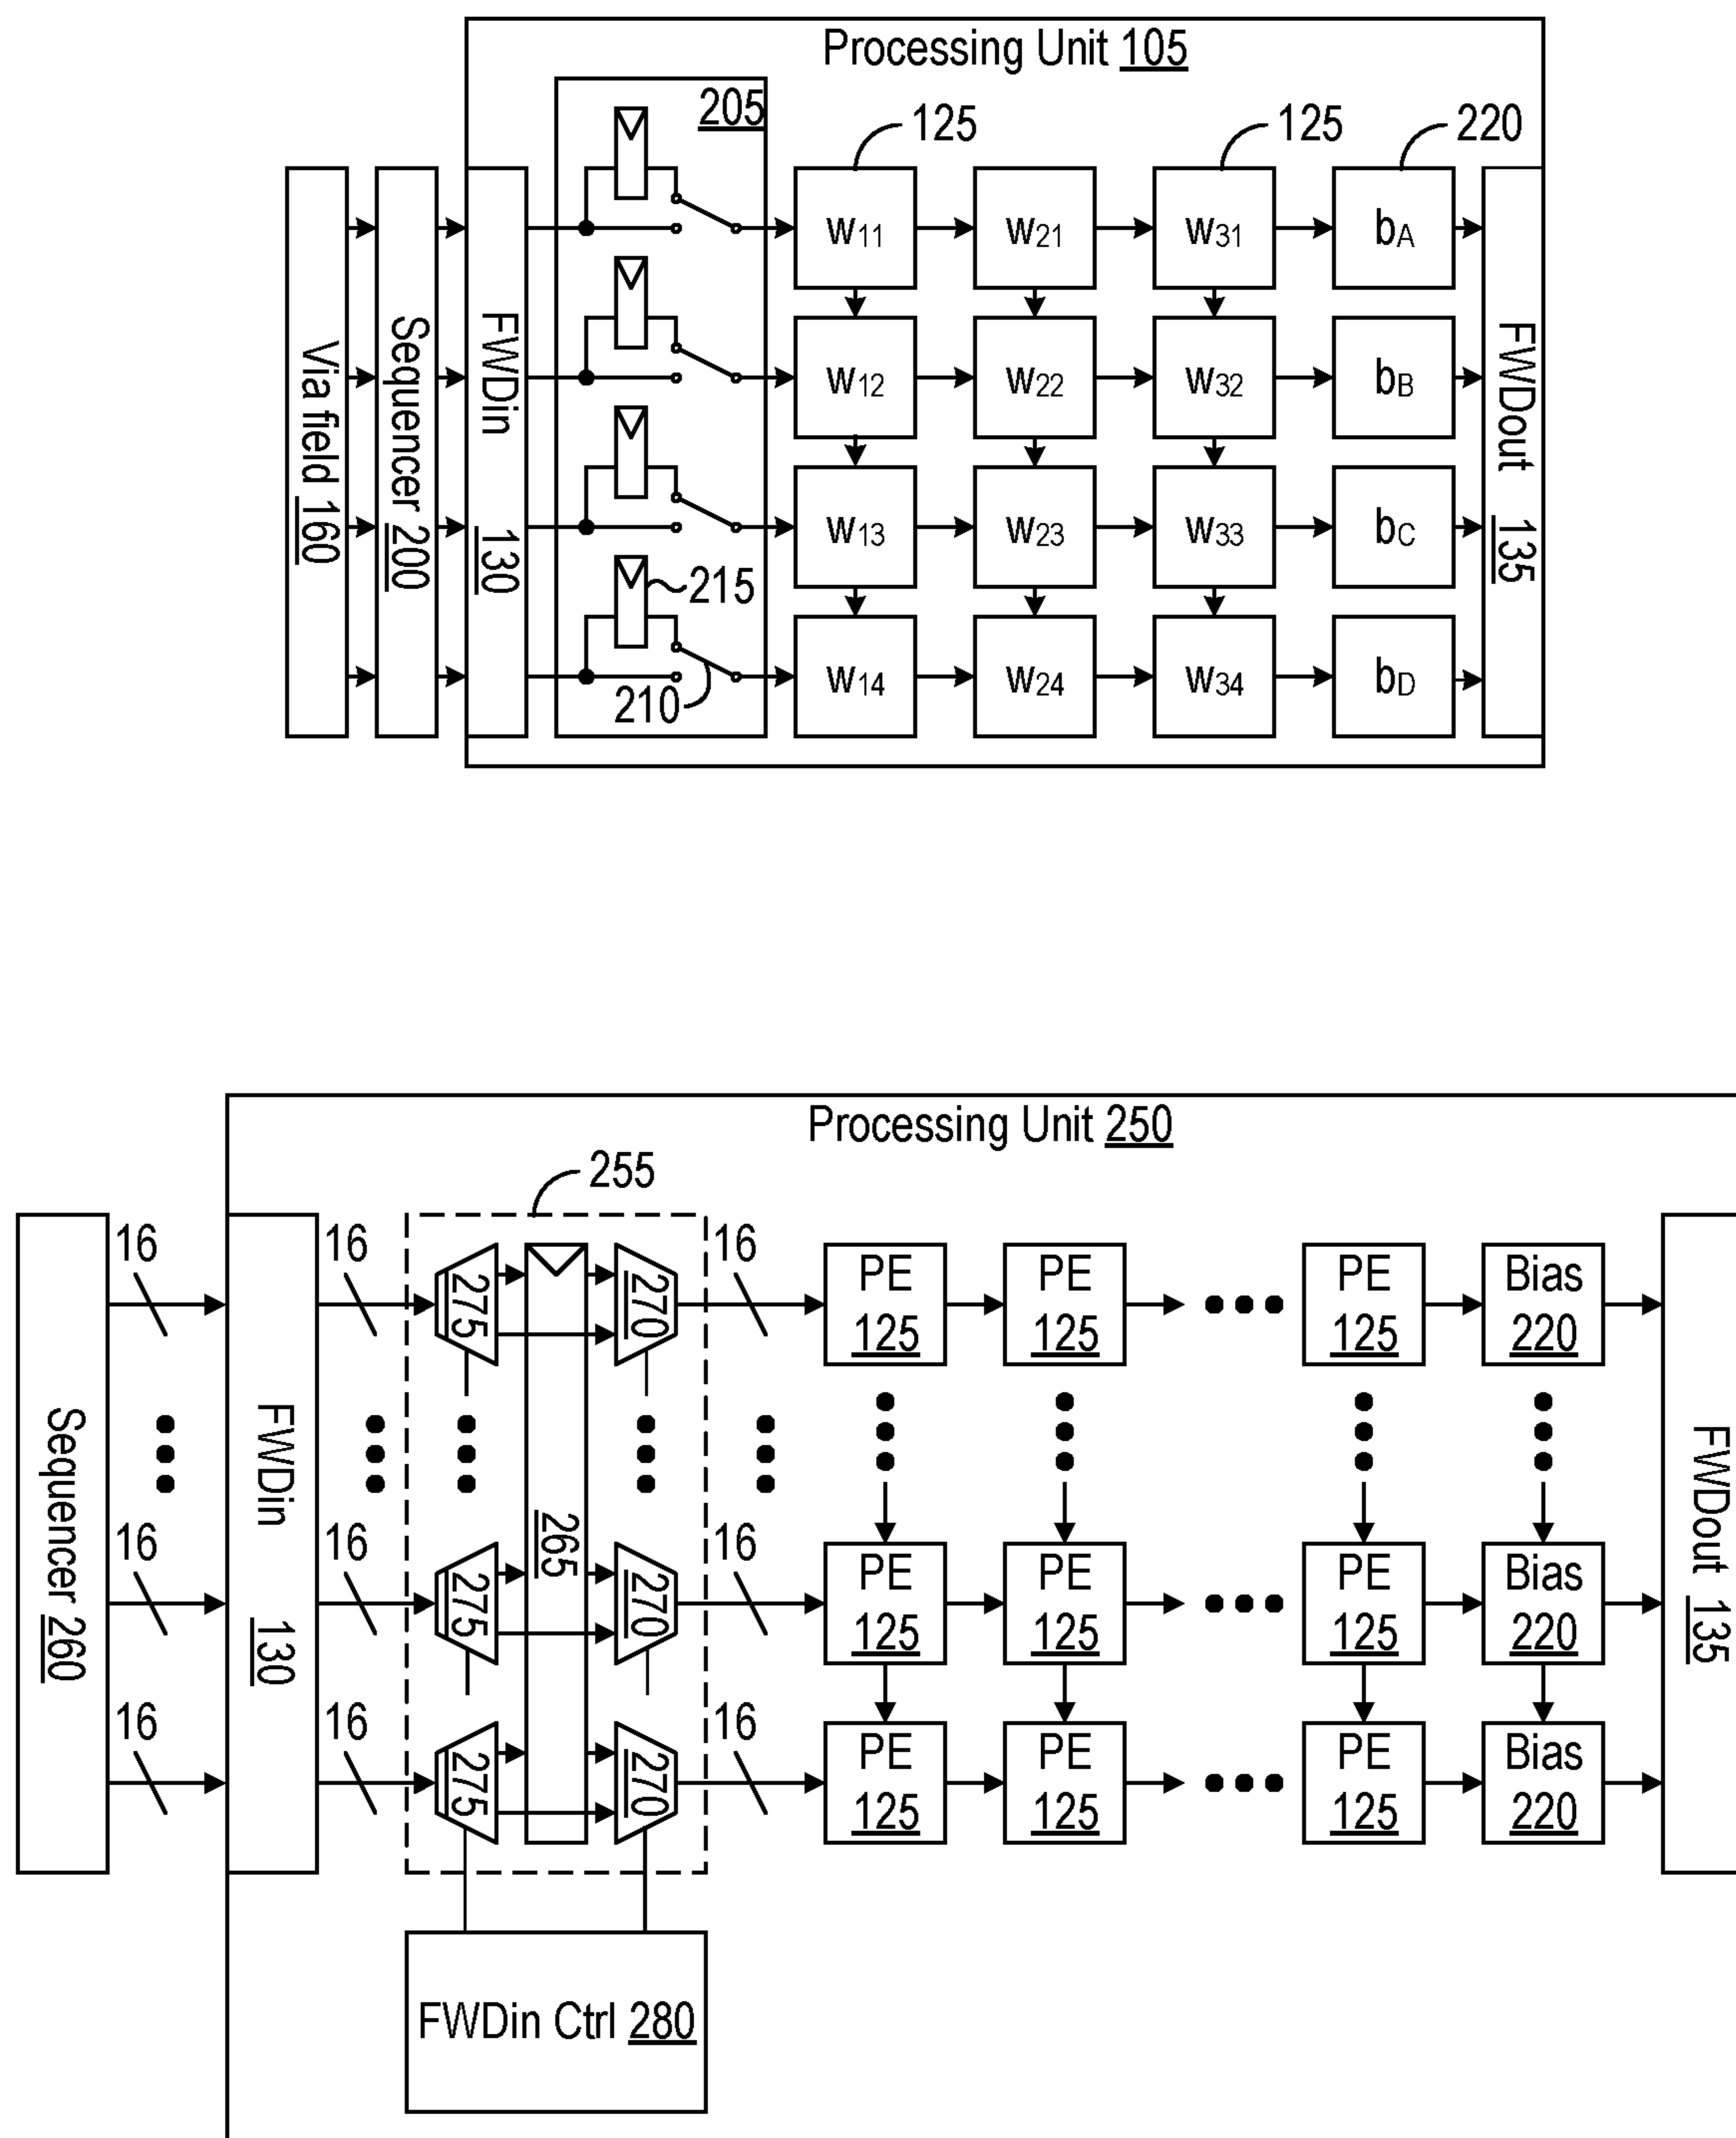 Processing Unit 105
205
125
125
220
Via field 160
Sequencer 200
FWDin 130
w11
w21
w31
bA
w12
w22
w32
bB
w13
w23
w33
bC
215
w14
w24
w34
bD
210
FWDout 135
Processing Unit 250
255
16
16
16
275
270
PE 125
PE 125
PE 125
Bias 220
Sequencer 260
FWDin 130
265
FWDout 135
16
16
16
275
270
PE 125
PE 125
PE 125
Bias 220
16
16
16
275
270
PE 125
PE 125
PE 125
Bias 220
FWDin Ctrl 280